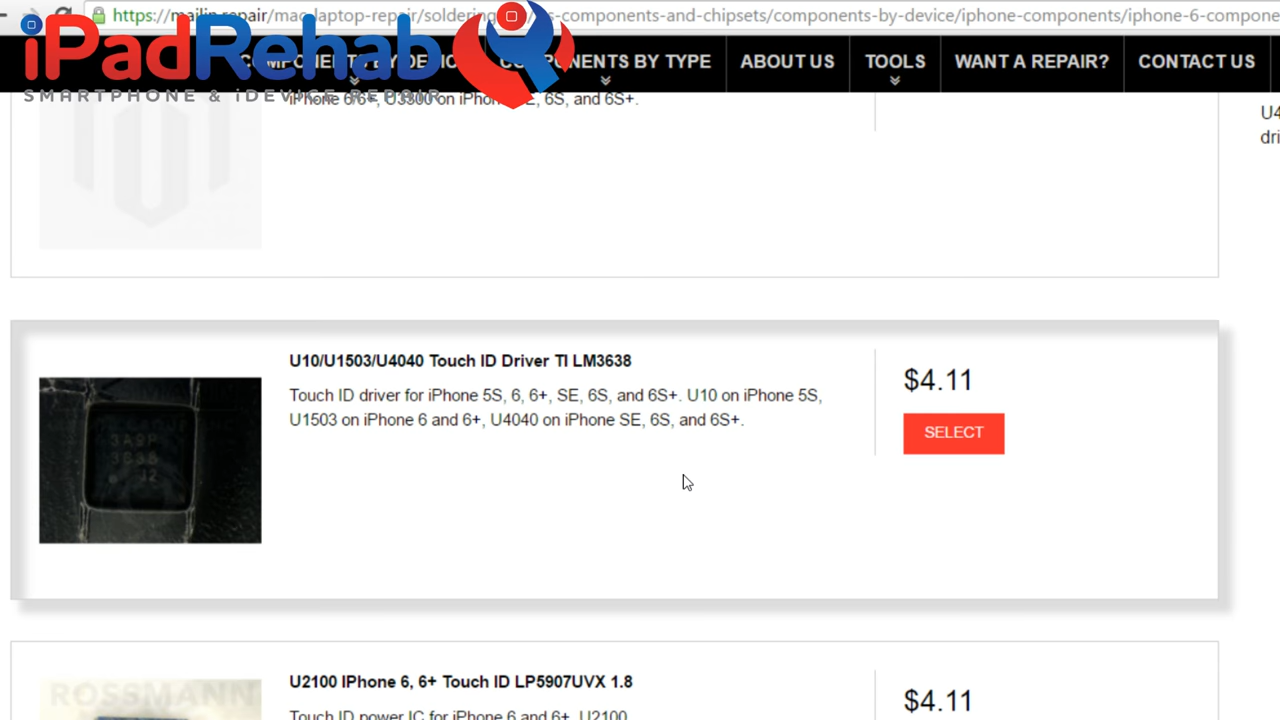 https://mailin.repair/mac-laptop-repair/soldering s-components-and-chipsets/components-by-device/iphone-components/iphone-6-compone
iPadRehab
SMARTPHONE & iDEVICE REPAIR
COMPONENTS BY DEVICE
COMPONENTS BY TYPE
ABOUT US
TOOLS
WANT A REPAIR?
CONTACT US
iPhone 6/6+, U3300 on iPhone SE, 6S, and 6S+.
U4
dri
U10/U1503/U4040 Touch ID Driver TI LM3638
Touch ID driver for iPhone 5S, 6, 6+, SE, 6S, and 6S+. U10 on iPhone 5S,
U1503 on iPhone 6 and 6+, U4040 on iPhone SE, 6S, and 6S+.
$4.11
SELECT
U2100 IPhone 6, 6+ Touch ID LP5907UVX 1.8
Touch ID power IC for iPhone 6 and 6+. U2100
$4.11
ROSSMANN